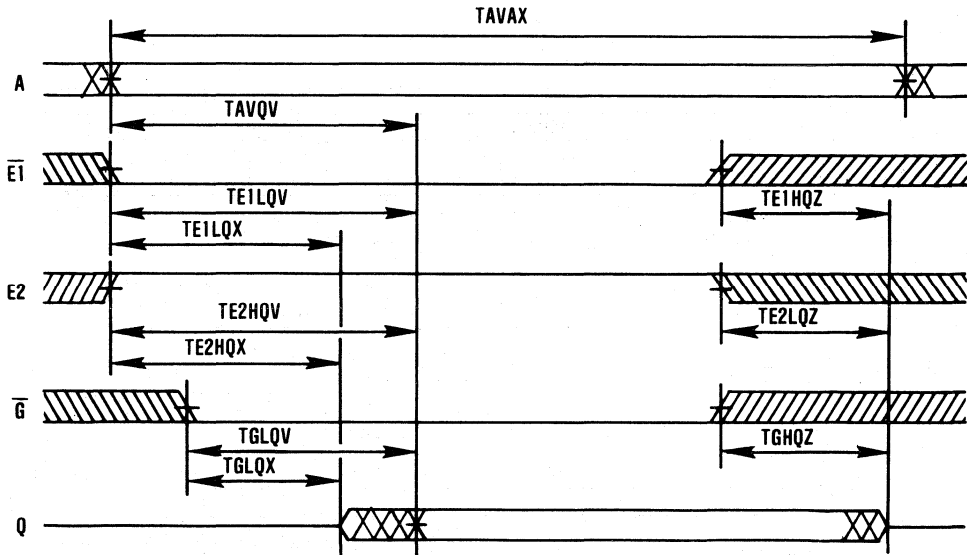 TAVAX
A
TAVQV
E1
TE1LQV
TE1HQZ
TE1LQX
E2
TE2HQV
TE2LQZ
TE2HQX
G
TGLQV
TGHQZ
TGLQX
Q